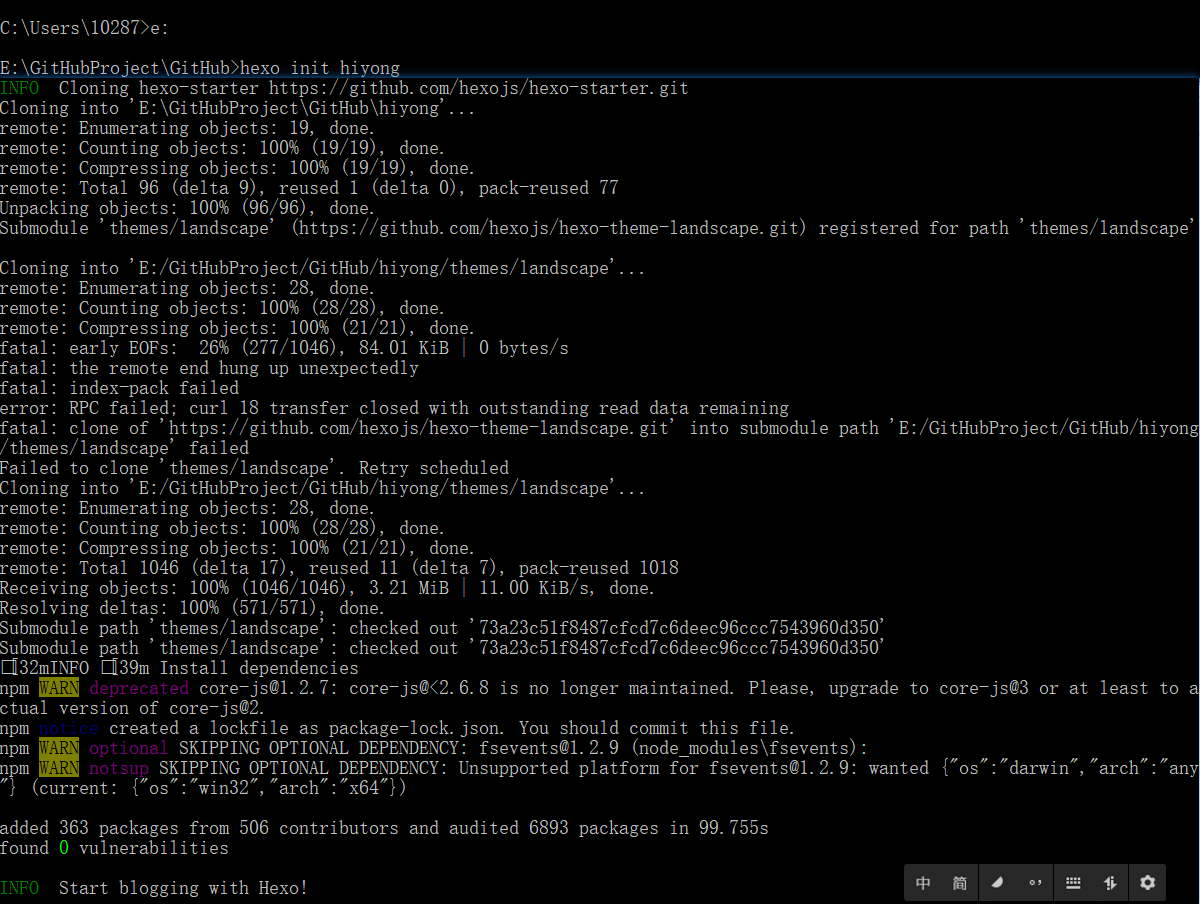 C:\Users\10287>e:
E:\GitHubProject\GitHub>hexo init hiyong
INFO  Cloning hexo-starter https://github.com/hexojs/hexo-starter.git
Cloning into 'E:\GitHubProject\GitHub\hiyong'...
remote: Enumerating objects: 19, done.
remote: Counting objects: 100% (19/19), done.
remote: Compressing objects: 100% (19/19), done.
remote: Total 96 (delta 9), reused 1 (delta 0), pack-reused 77
Unpacking objects: 100% (96/96), done.
Submodule 'themes/landscape' (https://github.com/hexojs/hexo-theme-landscape.git) registered for path 'themes/landscape'
Cloning into 'E:/GitHubProject/GitHub/hiyong/themes/landscape'...
remote: Enumerating objects: 28, done.
remote: Counting objects: 100% (28/28), done.
remote: Compressing objects: 100% (21/21), done.
fatal: early EOFs:  26% (277/1046), 84.01 KiB | 0 bytes/s
fatal: the remote end hung up unexpectedly
fatal: index-pack failed
error: RPC failed; curl 18 transfer closed with outstanding read data remaining
fatal: clone of 'https://github.com/hexojs/hexo-theme-landscape.git' into submodule path 'E:/GitHubProject/GitHub/hiyong
/themes/landscape' failed
Failed to clone 'themes/landscape'. Retry scheduled
Cloning into 'E:/GitHubProject/GitHub/hiyong/themes/landscape'...
remote: Enumerating objects: 28, done.
remote: Counting objects: 100% (28/28), done.
remote: Compressing objects: 100% (21/21), done.
remote: Total 1046 (delta 17), reused 11 (delta 7), pack-reused 1018
Receiving objects: 100% (1046/1046), 3.21 MiB | 11.00 KiB/s, done.
Resolving deltas: 100% (571/571), done.
Submodule path 'themes/landscape': checked out '73a23c51f8487cfcd7c6deec96ccc7543960d350'
Submodule path 'themes/landscape': checked out '73a23c51f8487cfcd7c6deec96ccc7543960d350'
□[32mINFO □[39m Install dependencies
npm WARN deprecated core-js@1.2.7: core-js@<2.6.8 is no longer maintained. Please, upgrade to core-js@3 or at least to a
ctual version of core-js@2.
npm notice created a lockfile as package-lock.json. You should commit this file.
npm WARN optional SKIPPING OPTIONAL DEPENDENCY: fsevents@1.2.9 (node_modules\fsevents):
npm WARN notsup SKIPPING OPTIONAL DEPENDENCY: Unsupported platform for fsevents@1.2.9: wanted {"os":"darwin","arch":"any
"} (current: {"os":"win32","arch":"x64"})
added 363 packages from 506 contributors and audited 6893 packages in 99.755s
found 0 vulnerabilities
INFO  Start blogging with Hexo!
中 简